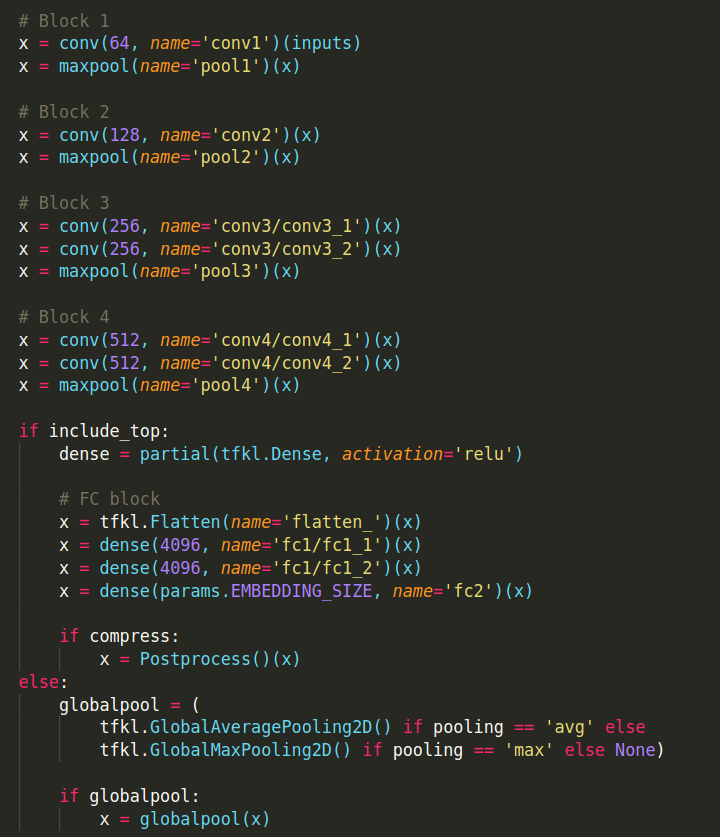 # Block 1
x = conv(64, name='conv1')(inputs)
x = maxpool(name='pool1')(x)

# Block 2
x = conv(128, name='conv2')(x)
x = maxpool(name='pool2')(x)

# Block 3
x = conv(256, name='conv3/conv3_1')(x)
x = conv(256, name='conv3/conv3_2')(x)
x = maxpool(name='pool3')(x)

# Block 4
x = conv(512, name='conv4/conv4_1')(x)
x = conv(512, name='conv4/conv4_2')(x)
x = maxpool(name='pool4')(x)

if include_top:
    dense = partial(tfkl.Dense, activation='relu')

    # FC block
    x = tfkl.Flatten(name='flatten_')(x)
    x = dense(4096, name='fc1/fc1_1')(x)
    x = dense(4096, name='fc1/fc1_2')(x)
    x = dense(params.EMBEDDING_SIZE, name='fc2')(x)

    if compress:
        x = Postprocess()(x)
else:
    globalpool = (
        tfkl.GlobalAveragePooling2D() if pooling == 'avg' else
        tfkl.GlobalMaxPooling2D() if pooling == 'max' else None)

    if globalpool:
        x = globalpool(x)